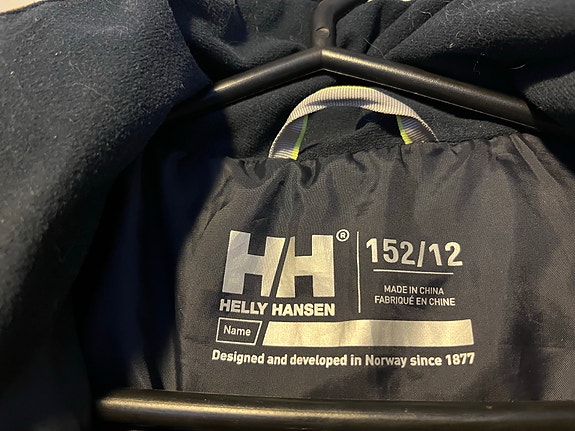 HH®
HELLY HANSEN
152/12
MADE IN CHINA
FABRIQUÉ EN CHINE
Name
Designed and developed in Norway since 1877